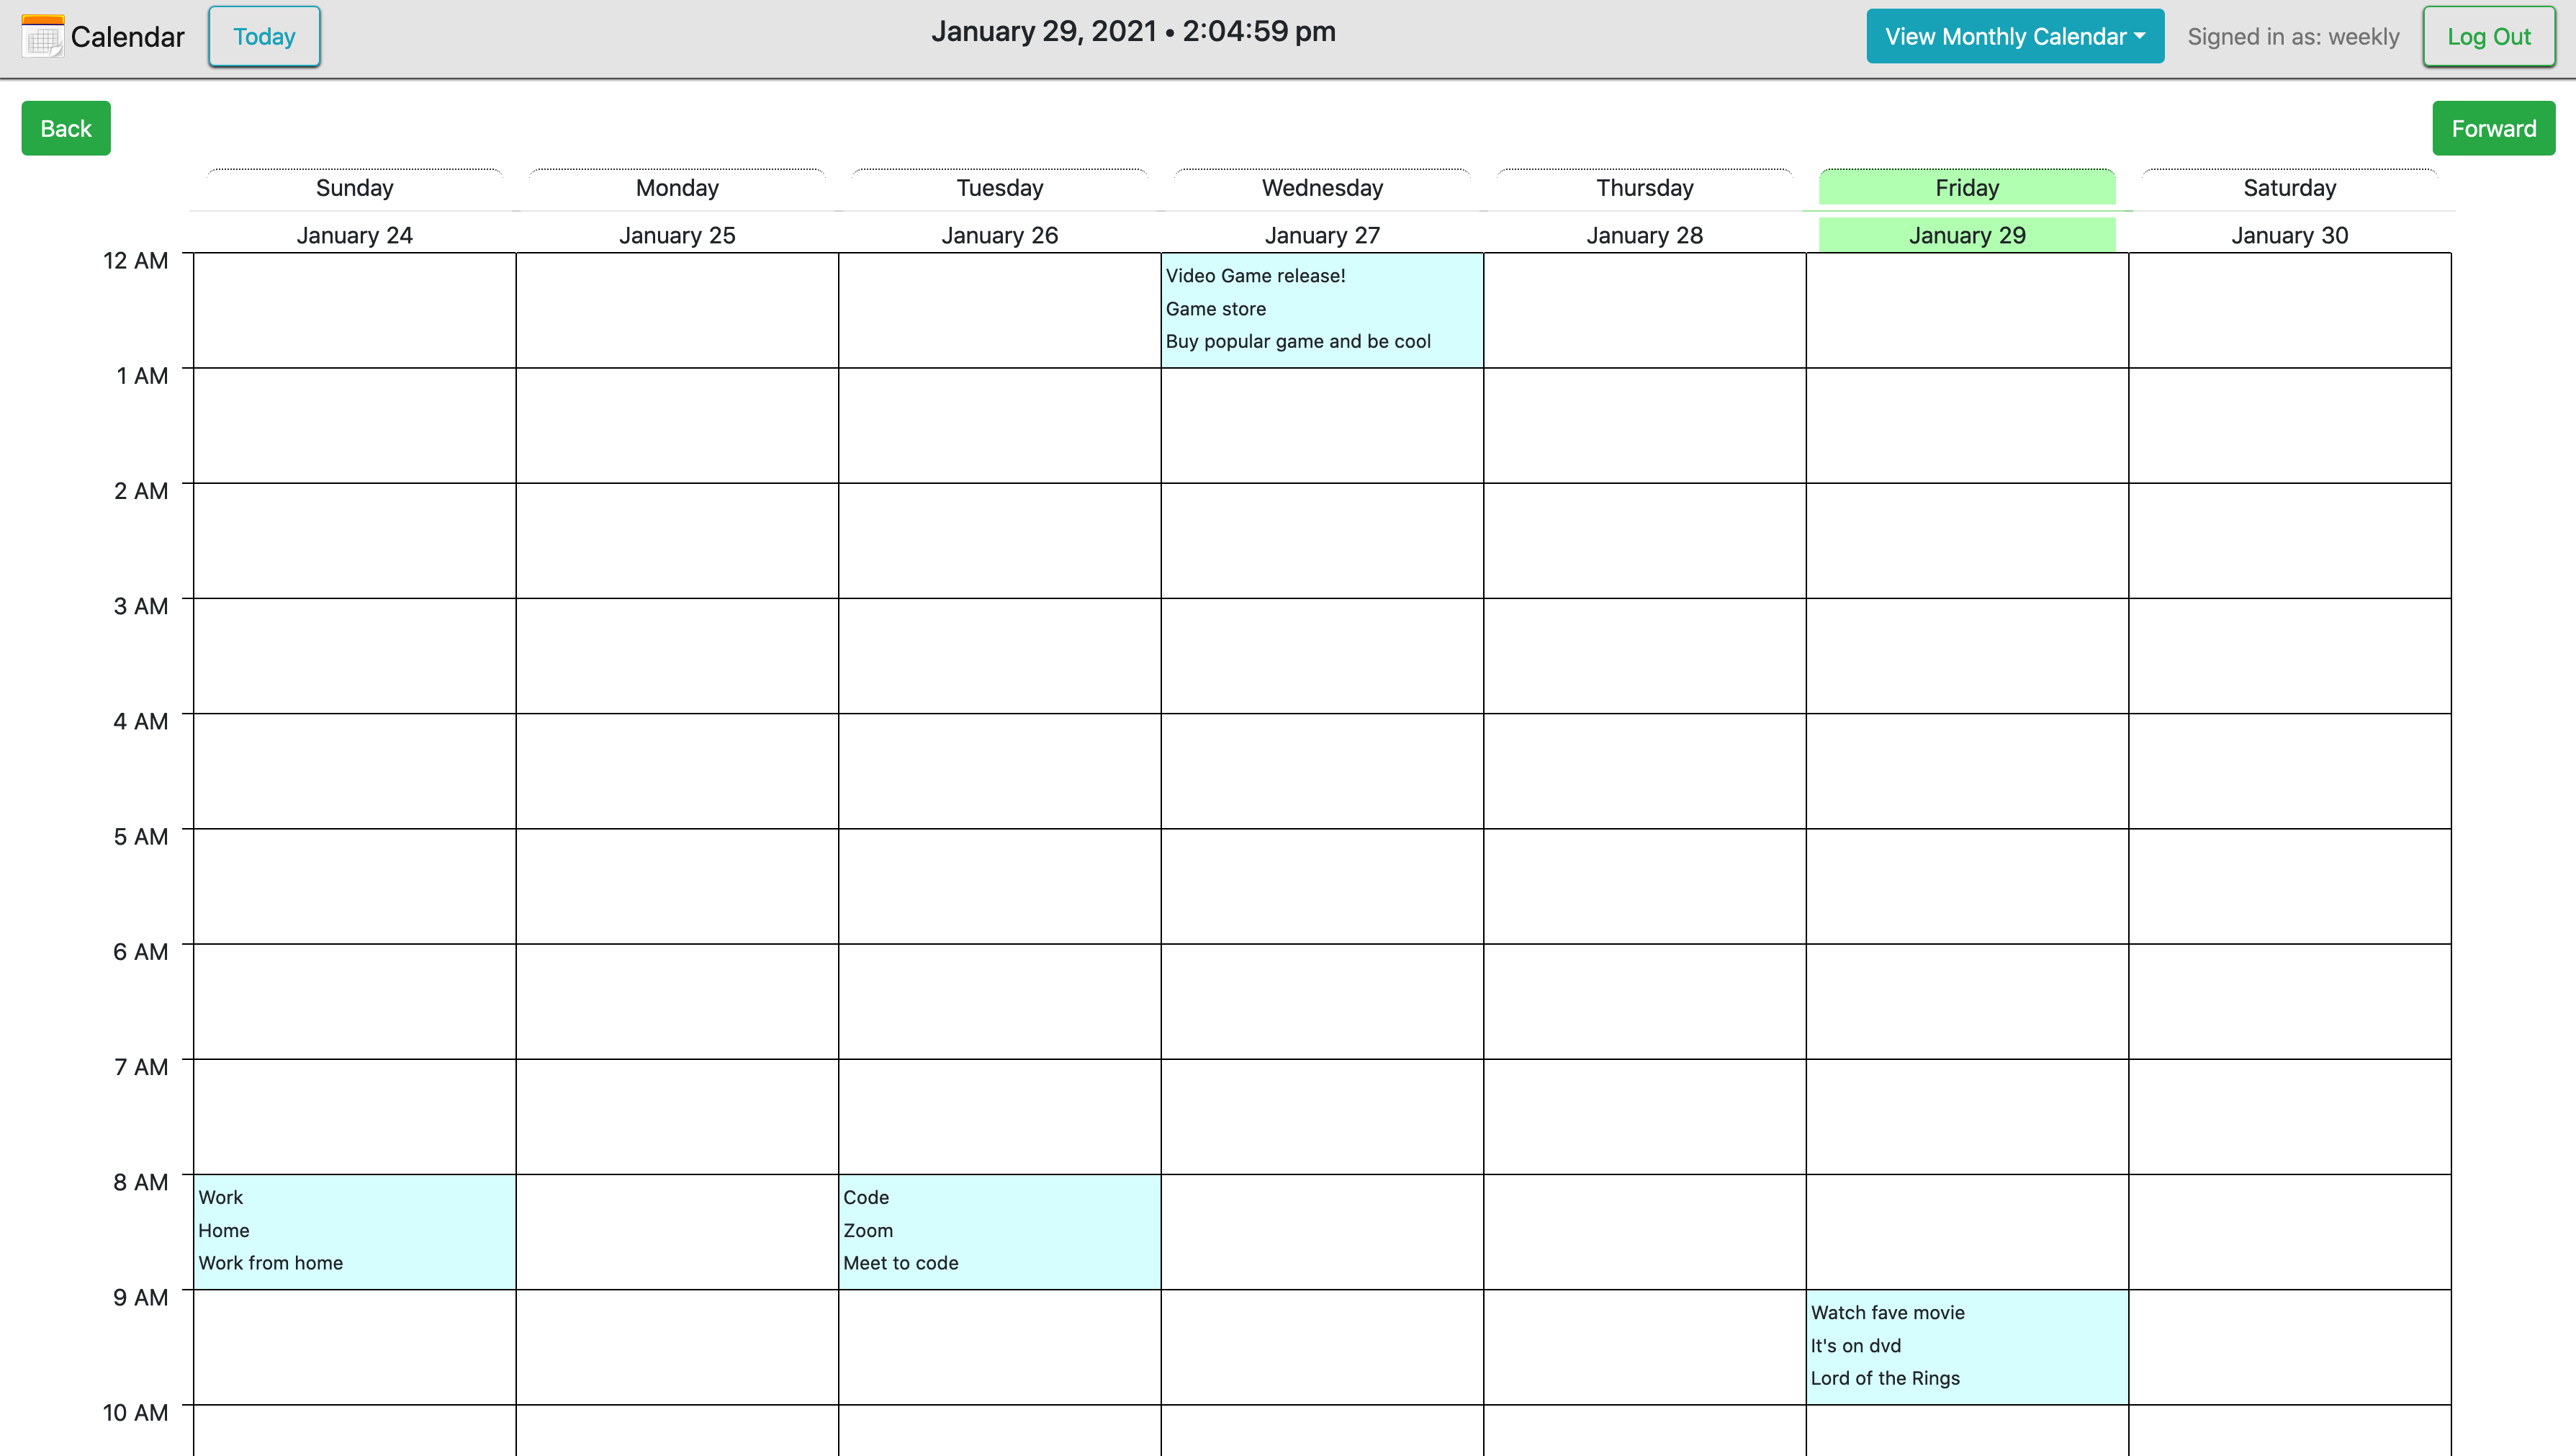 Calendar
Today
January 29, 2021 • 2:04:59 pm
View Monthly Calendar
Signed in as: weekly
Log Out
Back
Forward
Sunday
Monday
Tuesday
Wednesday
Thursday
Friday
Saturday
January 24
January 25
January 26
January 27
January 28
January 29
January 30
12 AM
Video Game release!
Game store
Buy popular game and be cool
1 AM
2 AM
3 AM
4 AM
5 AM
6 AM
7 AM
8 AM
Work
Home
Work from home
Code
Zoom
Meet to code
9 AM
Watch fave movie
It's on dvd
Lord of the Rings
10 AM